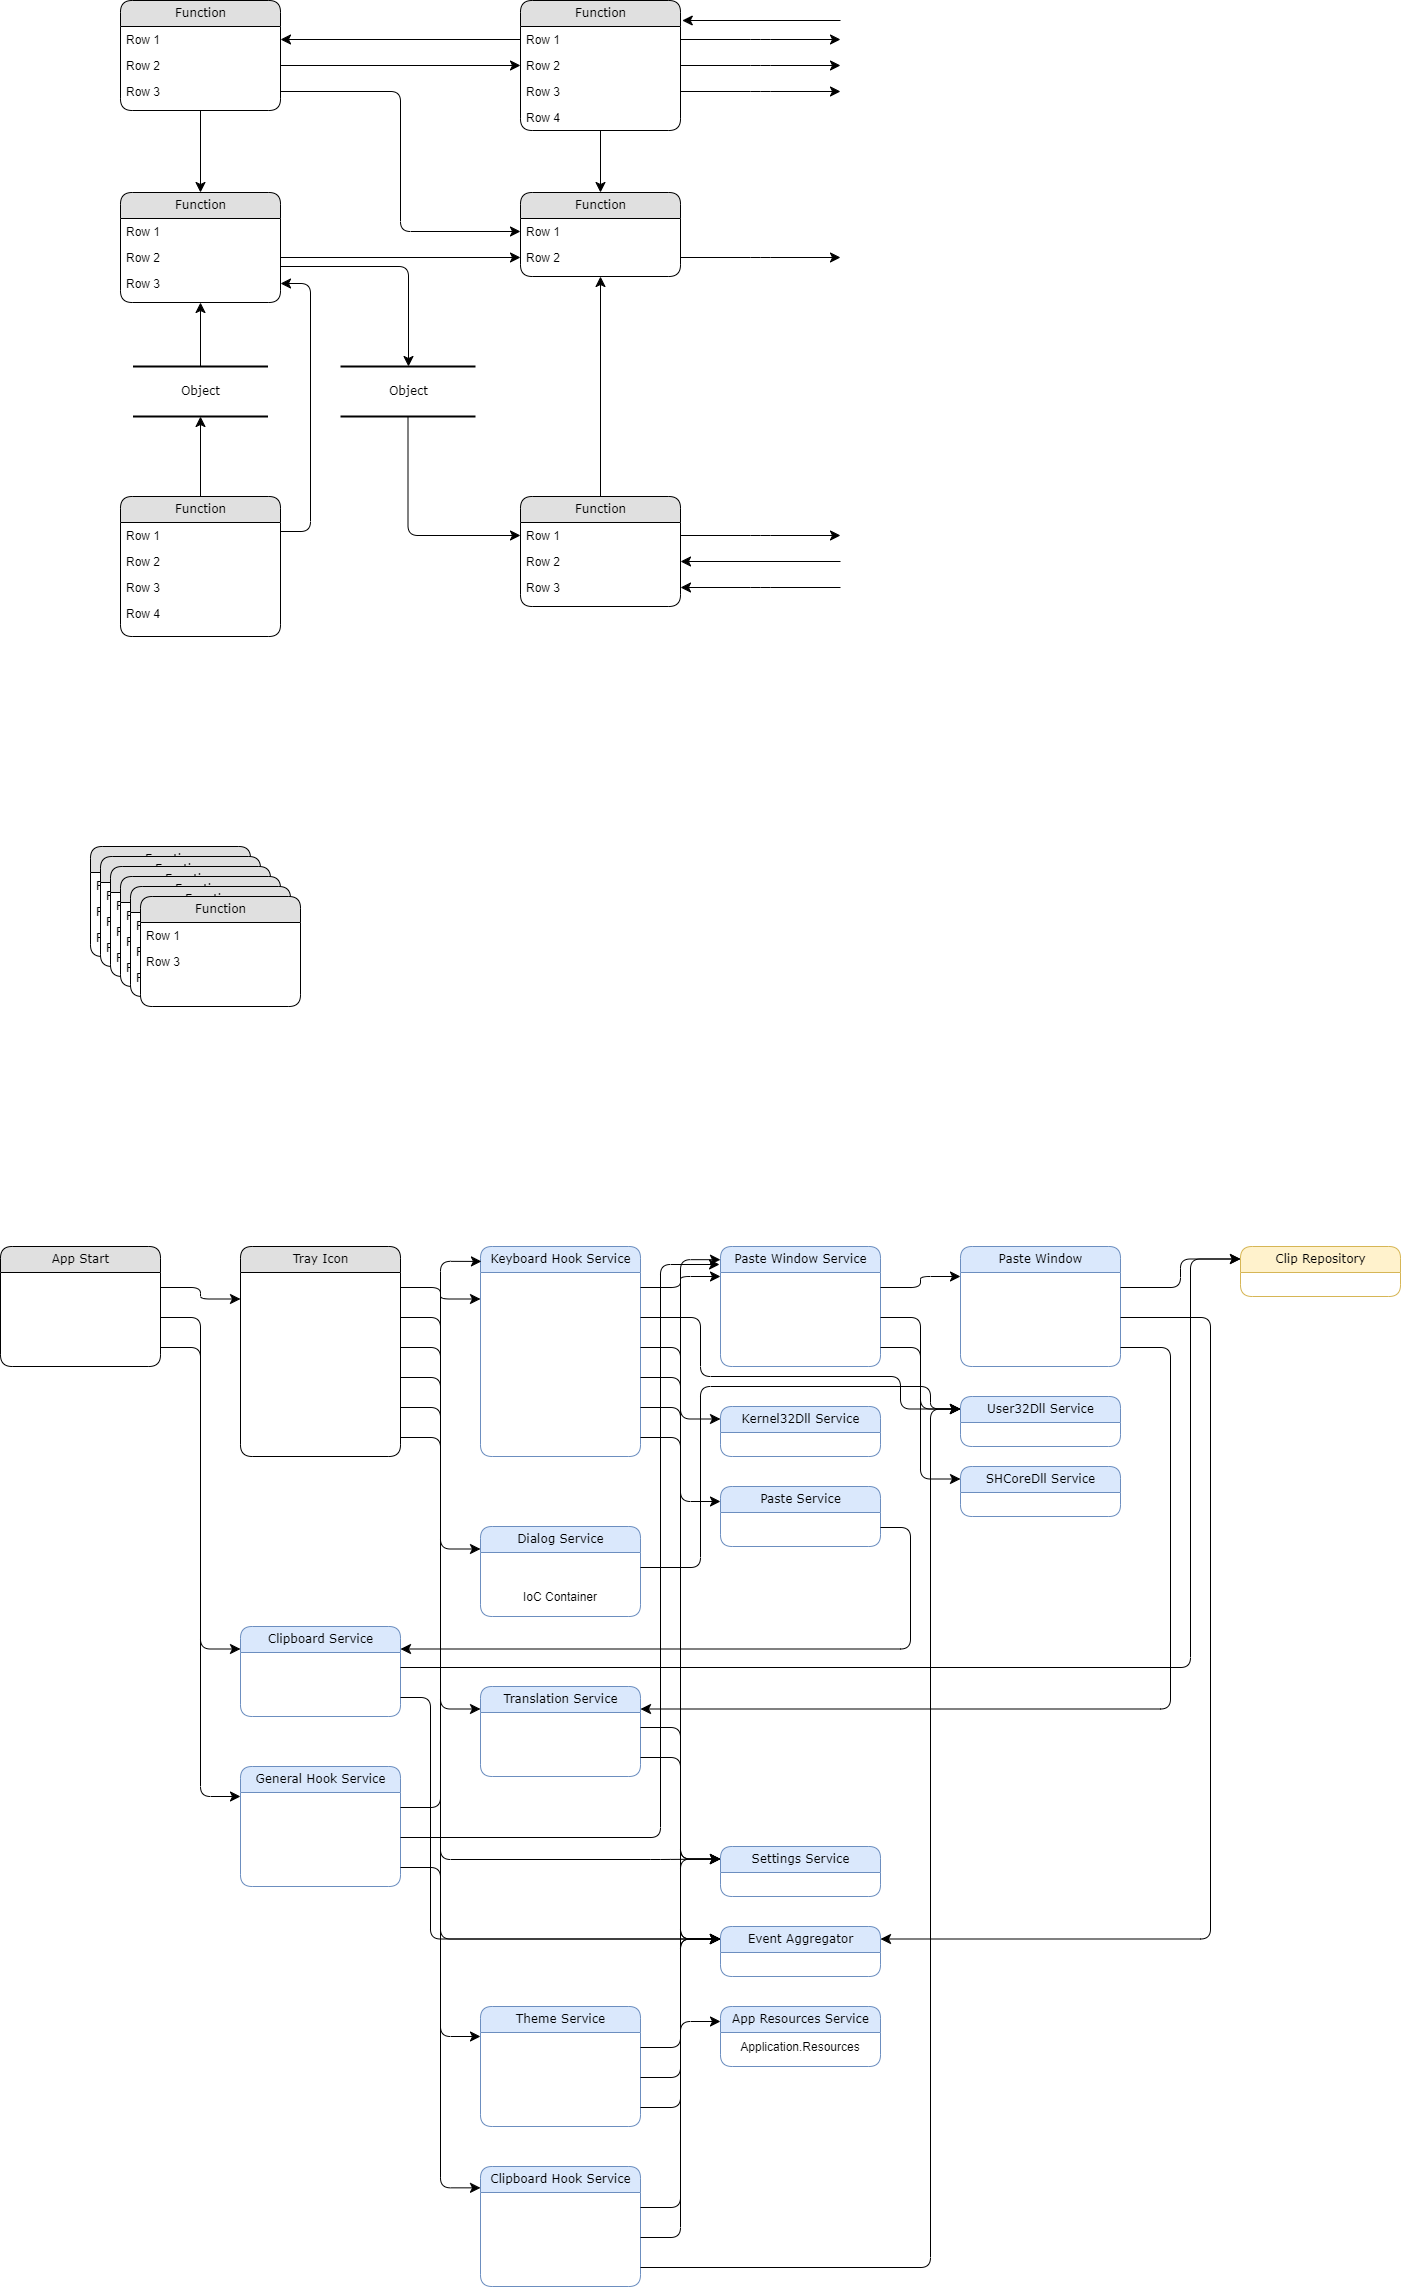 Function
Row 1
Row 2
Row 3
Function
Row 1
Row 2
Row 3
Row 4
Function
Row 1
Row 2
Row 3
Function
Row 1
Row 2
Object
Object
Function
Row 1
Row 2
Row 3
Row 4
Function
Row 1
Row 2
Row 3
Function
Row 1
Row 3
App Start
Tray Icon
Keyboard Hook Service
Paste Window Service
Paste Window
Clip Repository
Kernel32Dll Service
User32Dll Service
SHCoreDll Service
Paste Service
Dialog Service
IoC Container
Clipboard Service
Translation Service
General Hook Service
Settings Service
Event Aggregator
Theme Service
App Resources Service
Application.Resources
Clipboard Hook Service